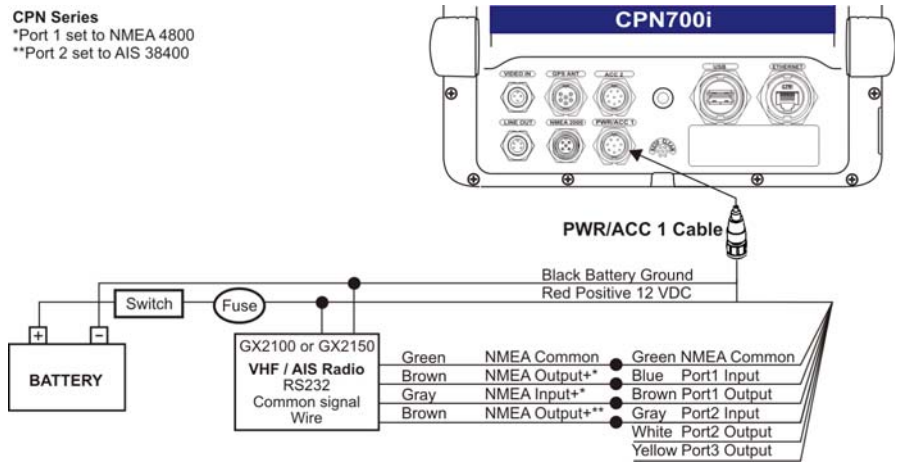 CPN Series
*Port 1 set to NMEA 4800
**Port 2 set to AIS 38400
CPN700i
VIDEO IN GPS ANT ACC 2 USB ETHERNET
LINE OUT NMEA 2000 PWR/ACC 1
PWR/ACC 1 Cable
Black Battery Ground
Red Positive 12 VDC
Switch
Fuse
+ −
BATTERY
GX2100 or GX2150
VHF / AIS Radio
RS232
Common signal
Wire
Green NMEA Common Green NMEA Common
Brown NMEA Output+* Blue Port1 Input
Gray NMEA Input+* Brown Port1 Output
Brown NMEA Output+** Gray Port2 Input
White Port2 Output
Yellow Port3 Output